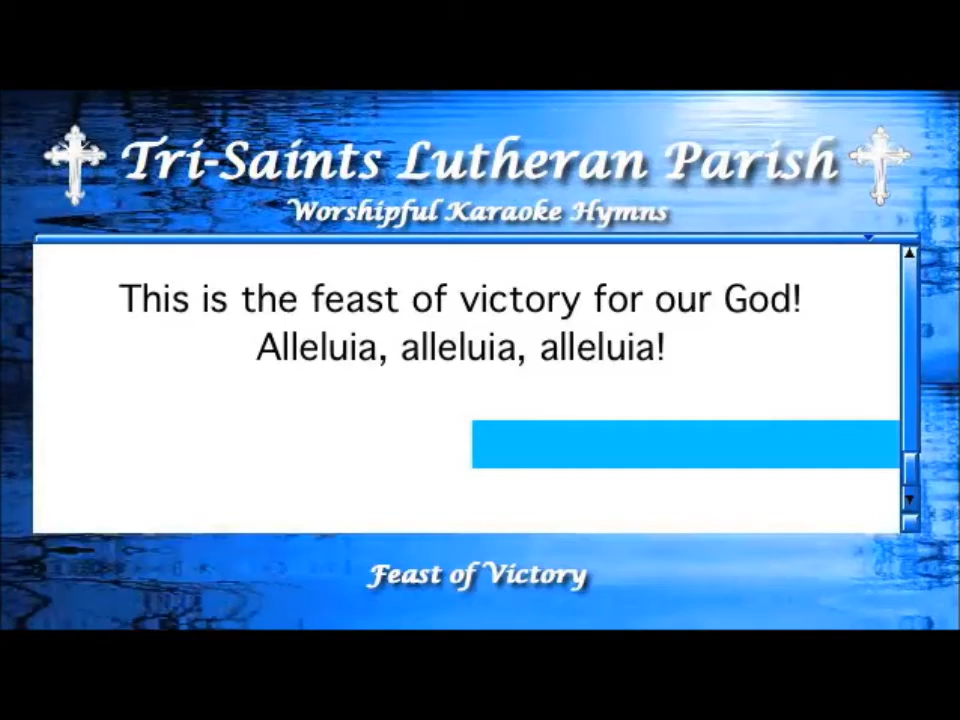 Tri-Saints Lutheran Parish
Worshipful Karaoke Hymns
This is the feast of victory for our God!
Alleluia, alleluia, alleluia!
Feast of Victory